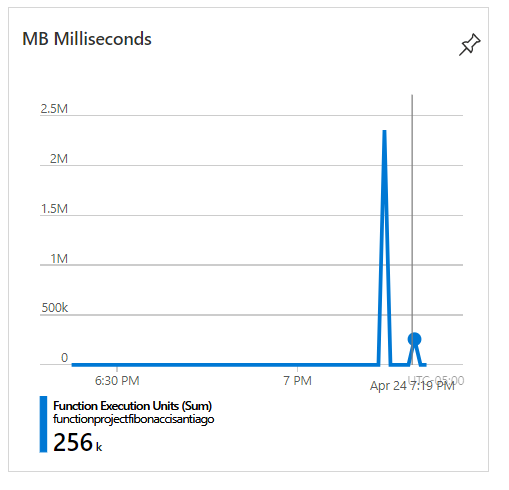 MB Milliseconds
2.5M
2M
1.5M
1M
500k
0
6:30 PM
7 PM
UTC-05:00
Apr 24 7:19 PM
Function Execution Units (Sum)
functionprojectfibonaccisantiago
256 k